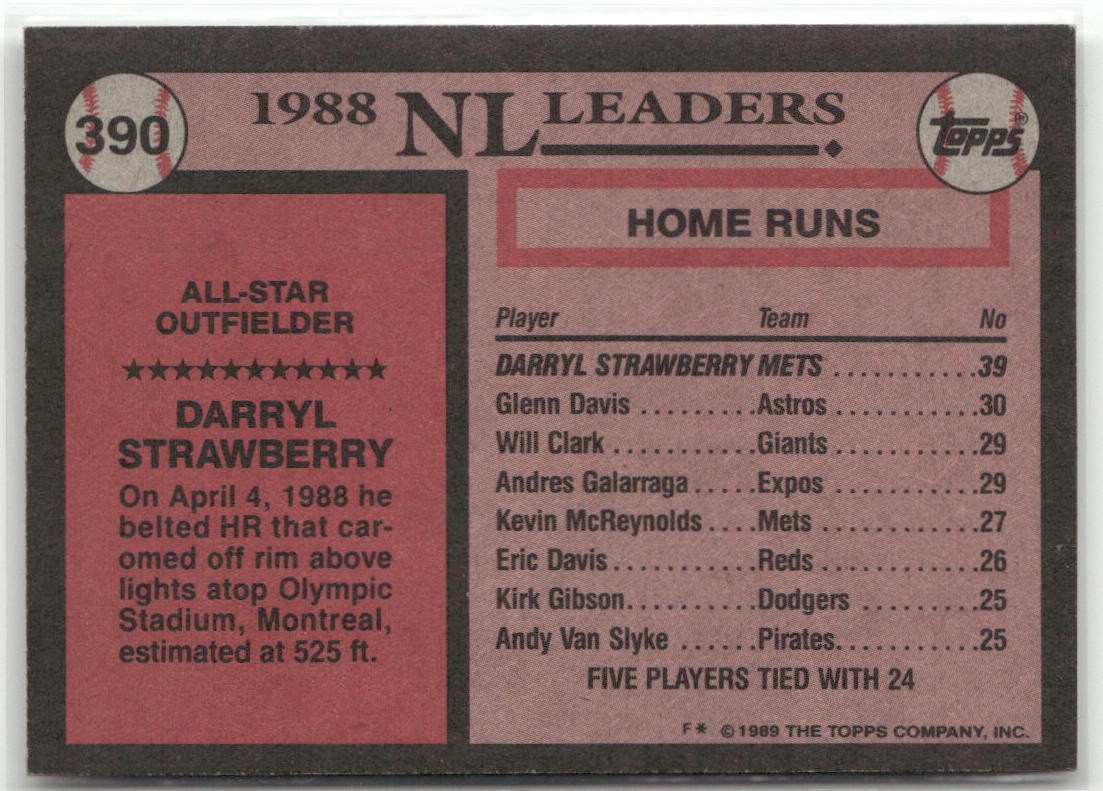 390
1988 NL LEADERS
Topps®
ALL-STAR
OUTFIELDER
★★★★★★★★★★★
DARRYL
STRAWBERRY
On April 4, 1988 he
belted HR that car-
omed off rim above
lights atop Olympic
Stadium, Montreal,
estimated at 525 ft.
HOME RUNS
Player Team No
DARRYL STRAWBERRY METS ...........39
Glenn Davis .........Astros ...........30
Will Clark ...........Giants ...........29
Andres Galarraga .....Expos ...........29
Kevin McReynolds ....Mets ............27
Eric Davis ...........Reds ............26
Kirk Gibson..........Dodgers .........25
Andy Van Slyke ......Pirates...........25
FIVE PLAYERS TIED WITH 24
F* © 1989 THE TOPPS COMPANY, INC.